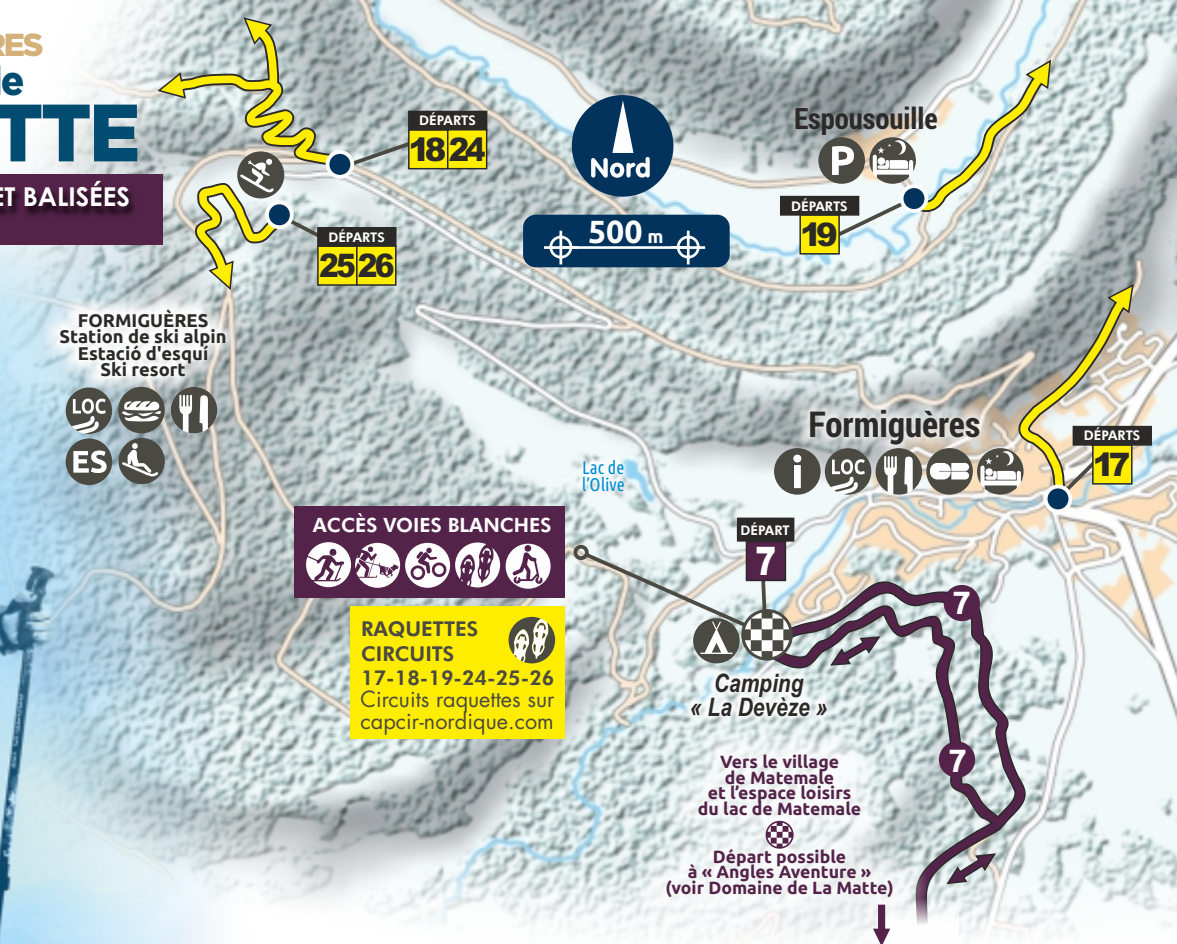 RES
le
TTE
ET BALISÉES
DÉPARTS
18 24
Nord
500 m
Espousouille
P
DÉPARTS
19
DÉPARTS
25 26
FORMIGUÈRES
Station de ski alpin
Estació d'esquí
Ski resort
LOC
ES
Formiguères
i
LOC
DÉPARTS
17
Lac de
l'Olive
ACCÈS VOIES BLANCHES
DÉPART
7
RAQUETTES
CIRCUITS
17-18-19-24-25-26
Circuits raquettes sur
capcir-nordique.com
7
Camping
« La Devèze »
7
Vers le village
de Matemale
et l'espace loisirs
du lac de Matemale
Départ possible
à « Angles Aventure »
(voir Domaine de La Matte)